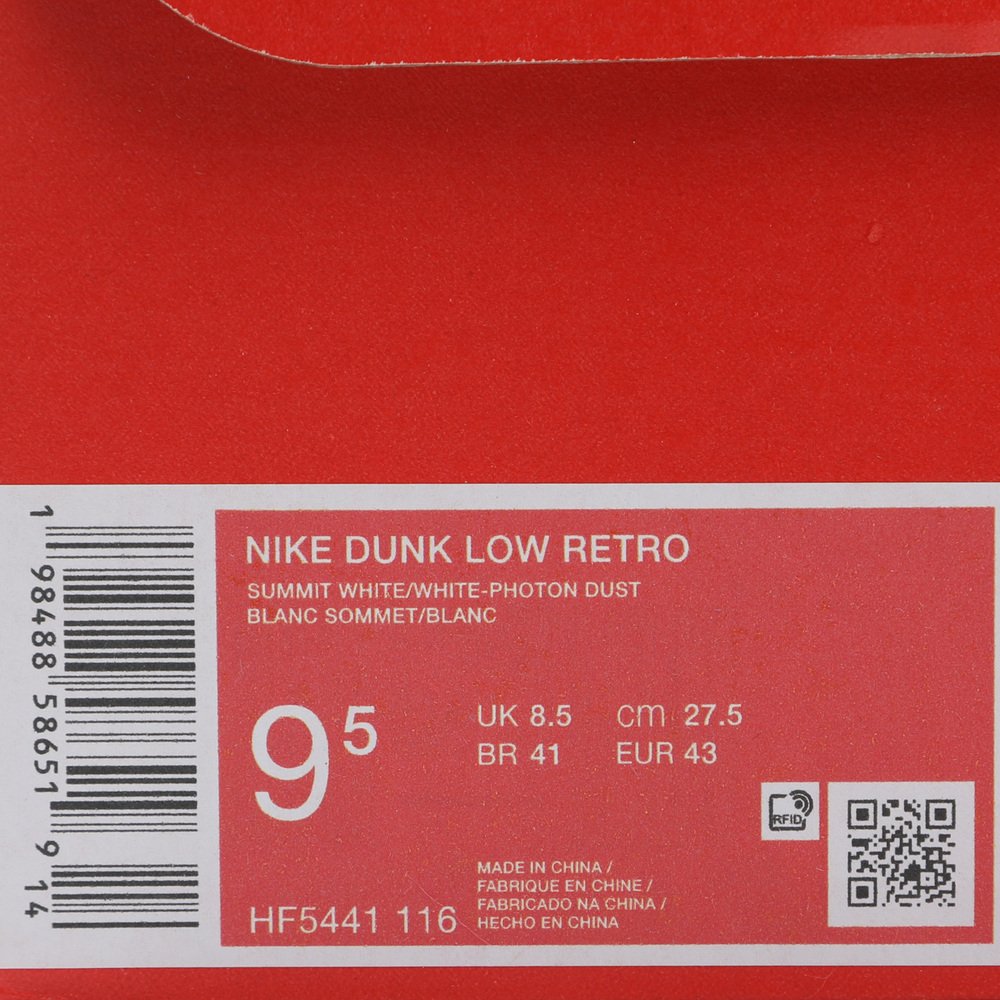 NIKE DUNK LOW RETRO
SUMMIT WHITE/WHITE-PHOTON DUST
BLANC SOMMET/BLANC
9 5
UK 8.5 cm 27.5
BR 41 EUR 43
RFID
MADE IN CHINA /
FABRIQUE EN CHINE /
FABRICADO NA CHINA /
HECHO EN CHINA
HF5441 116
1 98488 58651 9 14